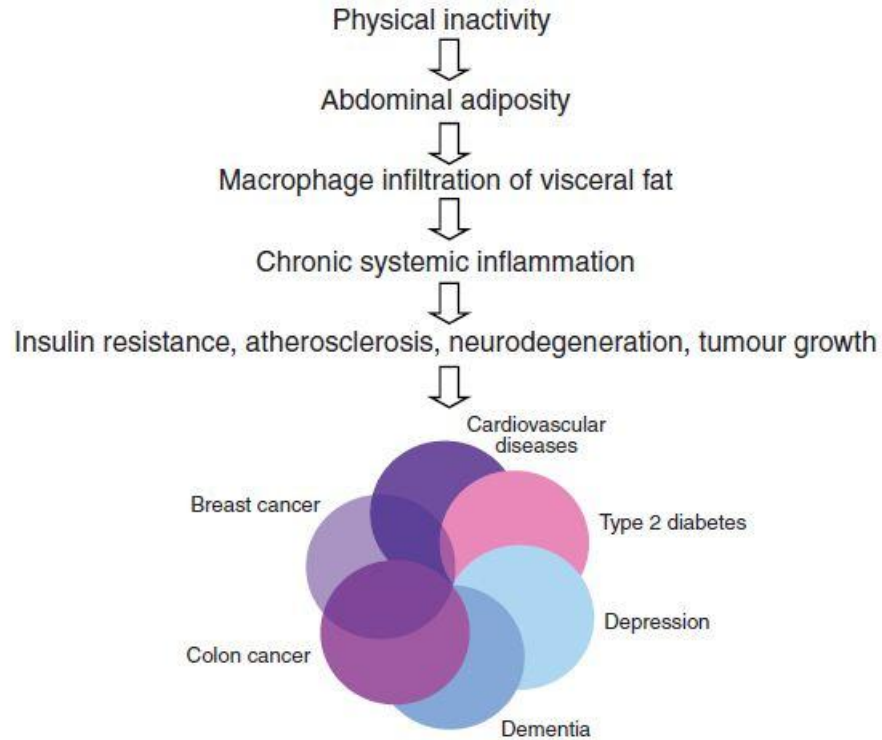 Physical inactivity
Abdominal adiposity
Macrophage infiltration of visceral fat
Chronic systemic inflammation
Insulin resistance, atherosclerosis, neurodegeneration, tumour growth
Cardiovascular
diseases
Breast cancer
Type 2 diabetes
Depression
Colon cancer
Dementia